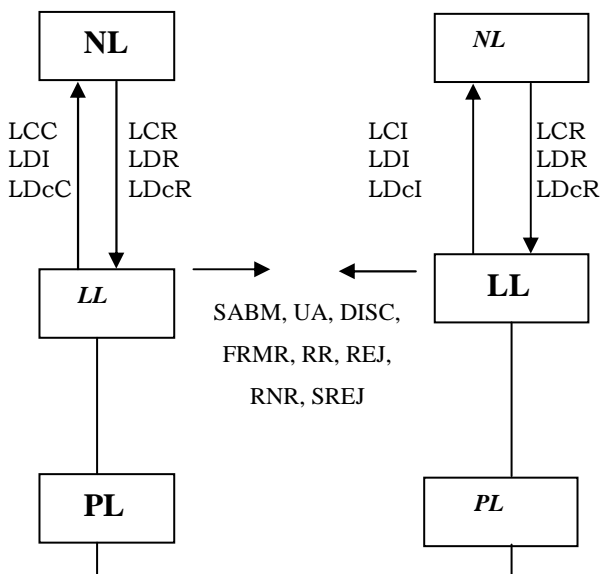 NL
NL
LCC
LDI
LDcC
LCR
LDR
LDcR
LCI
LDI
LDcI
LCR
LDR
LDcR
LL
LL
SABM, UA, DISC,
FRMR, RR, REJ,
RNR, SREJ
PL
PL